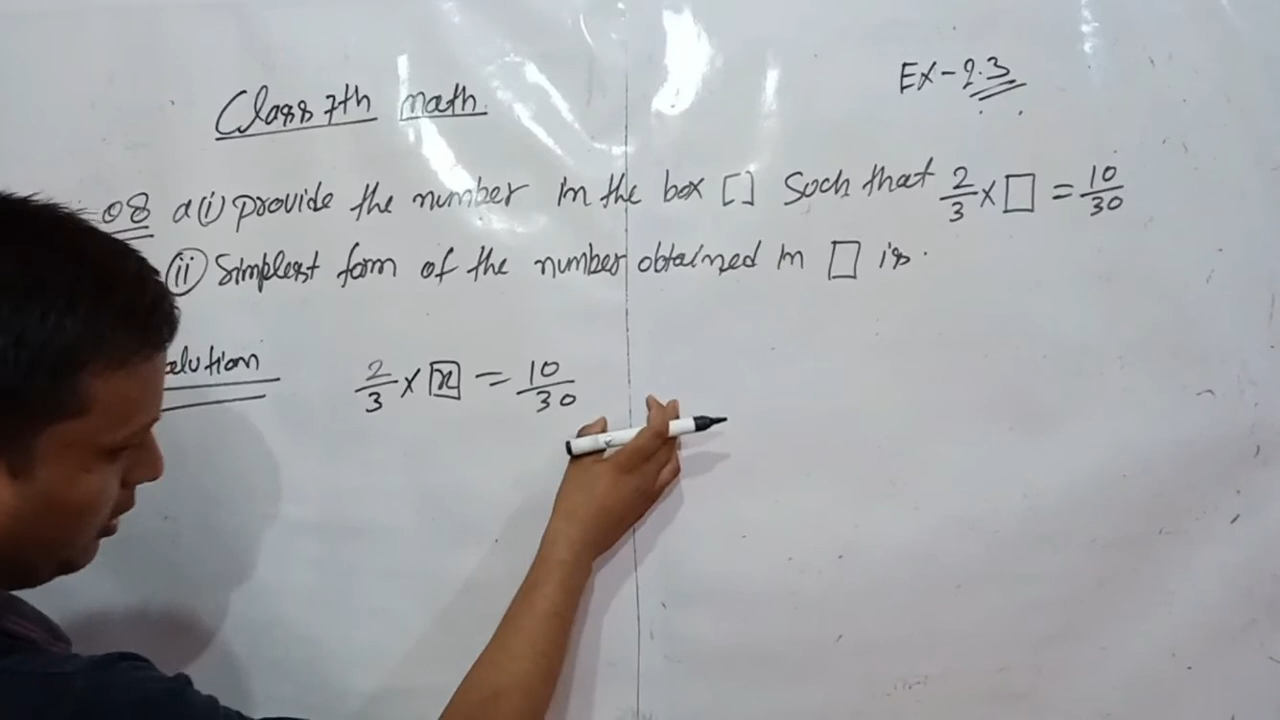 Class 7th math.
Ex-2.3
08 a(i) provide the number in the box [] Such that 2/3 × □ = 10/30
(ii) Simplest form of the number obtained in □ is.
olution 2/3 × [x] = 10/30